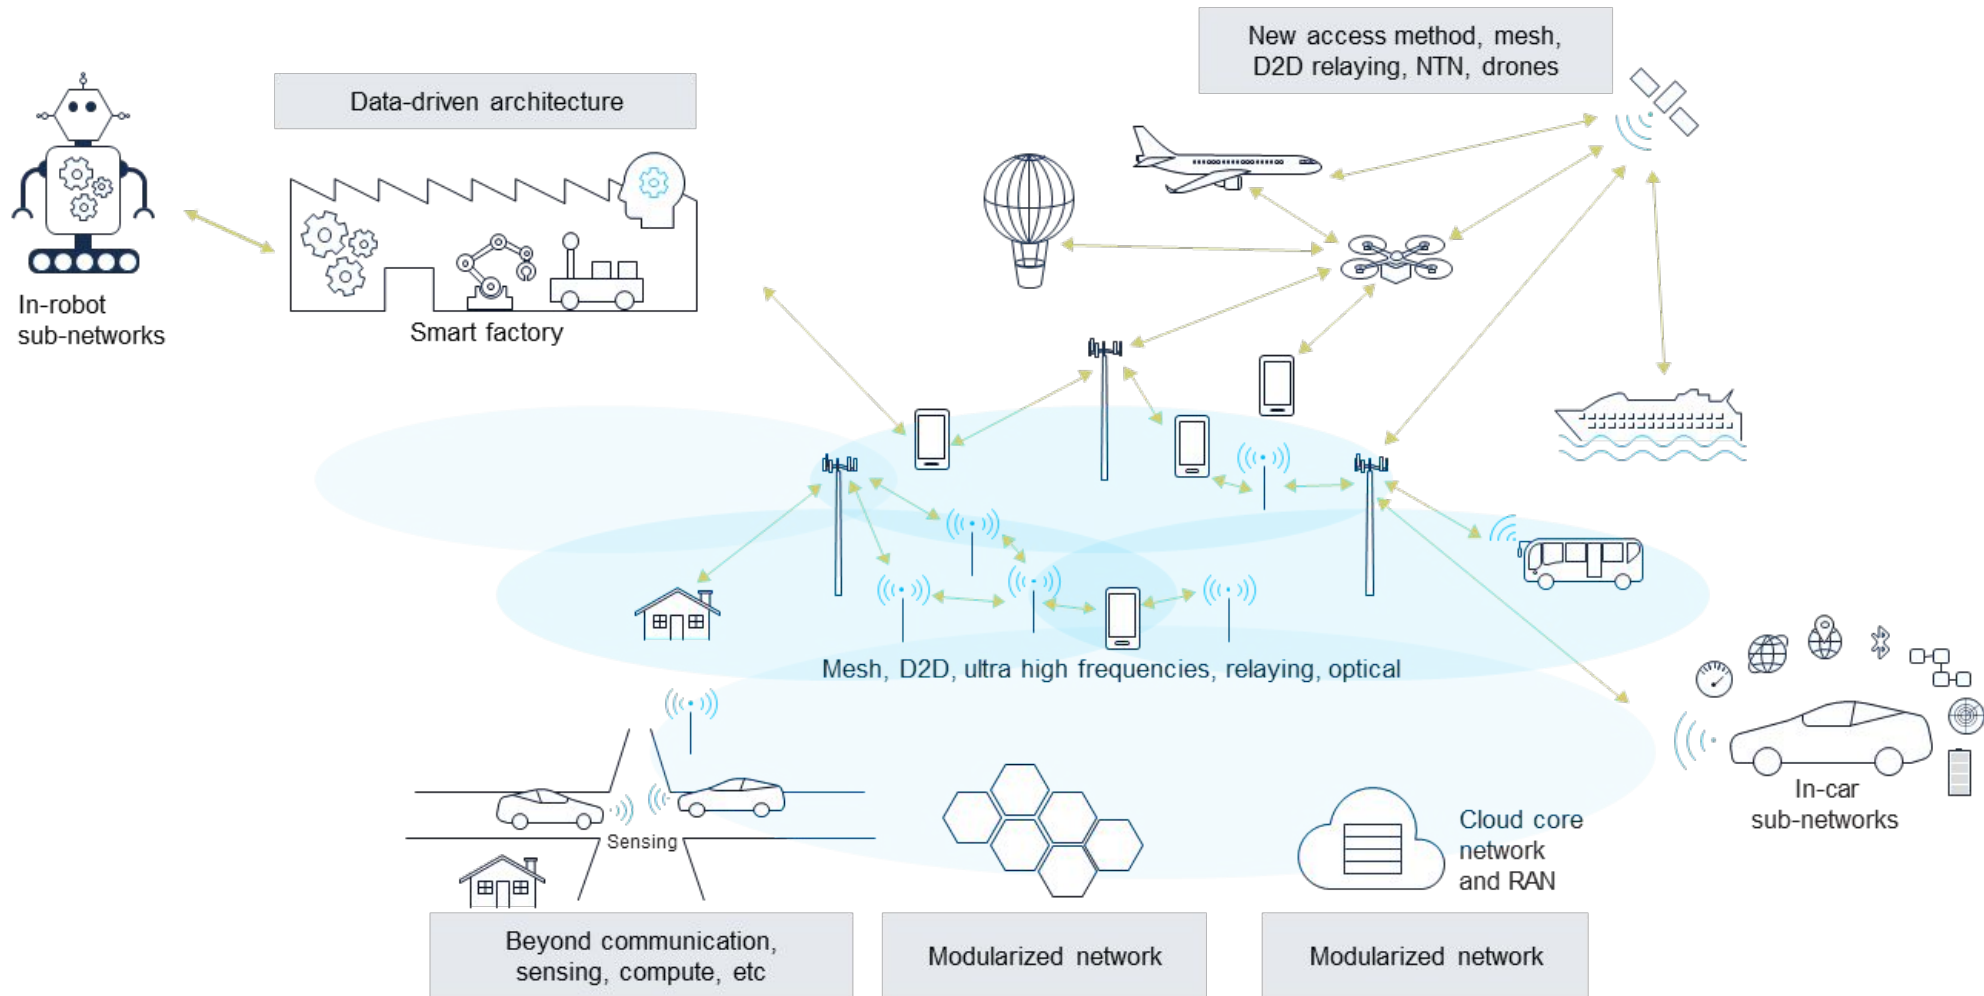 New access method, mesh,
D2D relaying, NTN, drones
Data-driven architecture
In-robot
sub-networks
Smart factory
Mesh, D2D, ultra high frequencies, relaying, optical
Sensing
In-car
sub-networks
Cloud core
network
and RAN
Beyond communication,
sensing, compute, etc
Modularized network
Modularized network